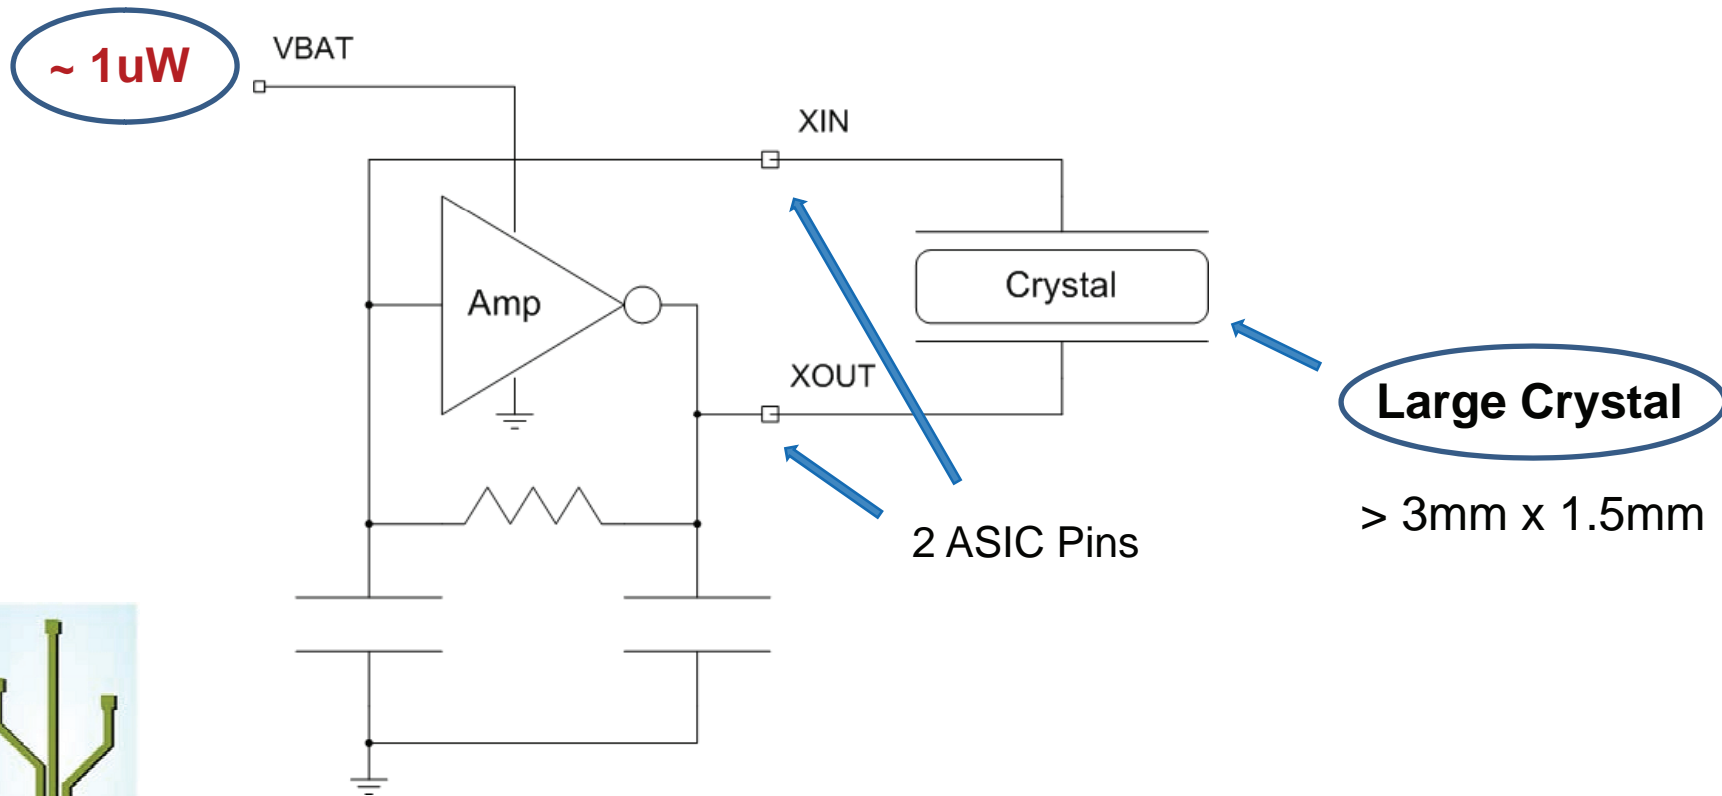 ~ 1uW
VBAT
XIN
Amp
Crystal
XOUT
Large Crystal
> 3mm x 1.5mm
2 ASIC Pins